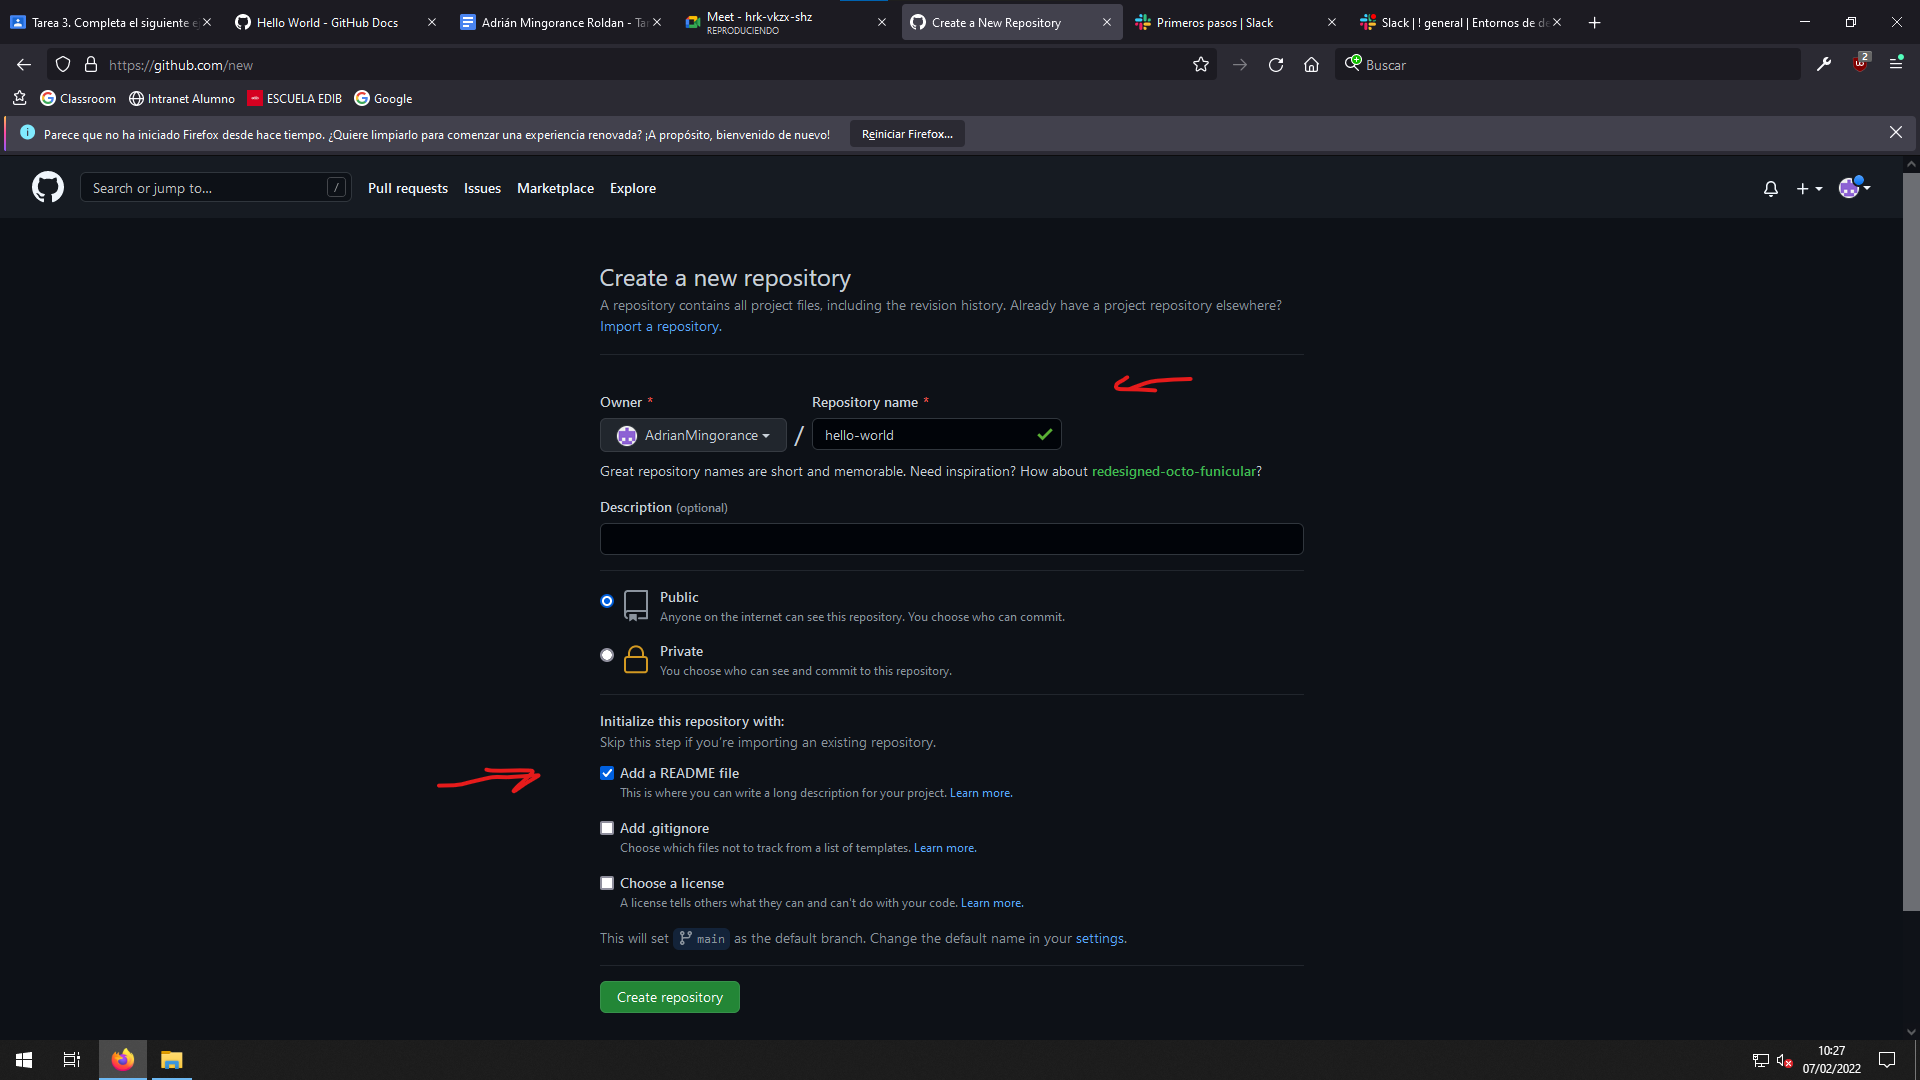 Tarea 3. Completa el siguiente e
Hello World - GitHub Docs
Adrián Mingorance Roldan - Tar
Meet - hrk-vkzx-shz
REPRODUCIENDO
Create a New Repository
Primeros pasos | Slack
Slack | ! general | Entornos de de
https://github.com/new
Buscar
2
Classroom
Intranet Alumno
ESCUELA EDIB
Google
Parece que no ha iniciado Firefox desde hace tiempo. ¿Quiere limpiarlo para comenzar una experiencia renovada? ¡A propósito, bienvenido de nuevo!
Reiniciar Firefox...
Search or jump to...
/
Pull requests
Issues
Marketplace
Explore
Create a new repository
A repository contains all project files, including the revision history. Already have a project repository elsewhere?
Import a repository.
Owner *
Repository name *
AdrianMingorance
/
hello-world
Great repository names are short and memorable. Need inspiration? How about redesigned-octo-funicular?
Description (optional)
Public
Anyone on the internet can see this repository. You choose who can commit.
Private
You choose who can see and commit to this repository.
Initialize this repository with:
Skip this step if you're importing an existing repository.
Add a README file
This is where you can write a long description for your project. Learn more.
Add .gitignore
Choose which files not to track from a list of templates. Learn more.
Choose a license
A license tells others what they can and can't do with your code. Learn more.
This will set main as the default branch. Change the default name in your settings.
Create repository
10:27
07/02/2022